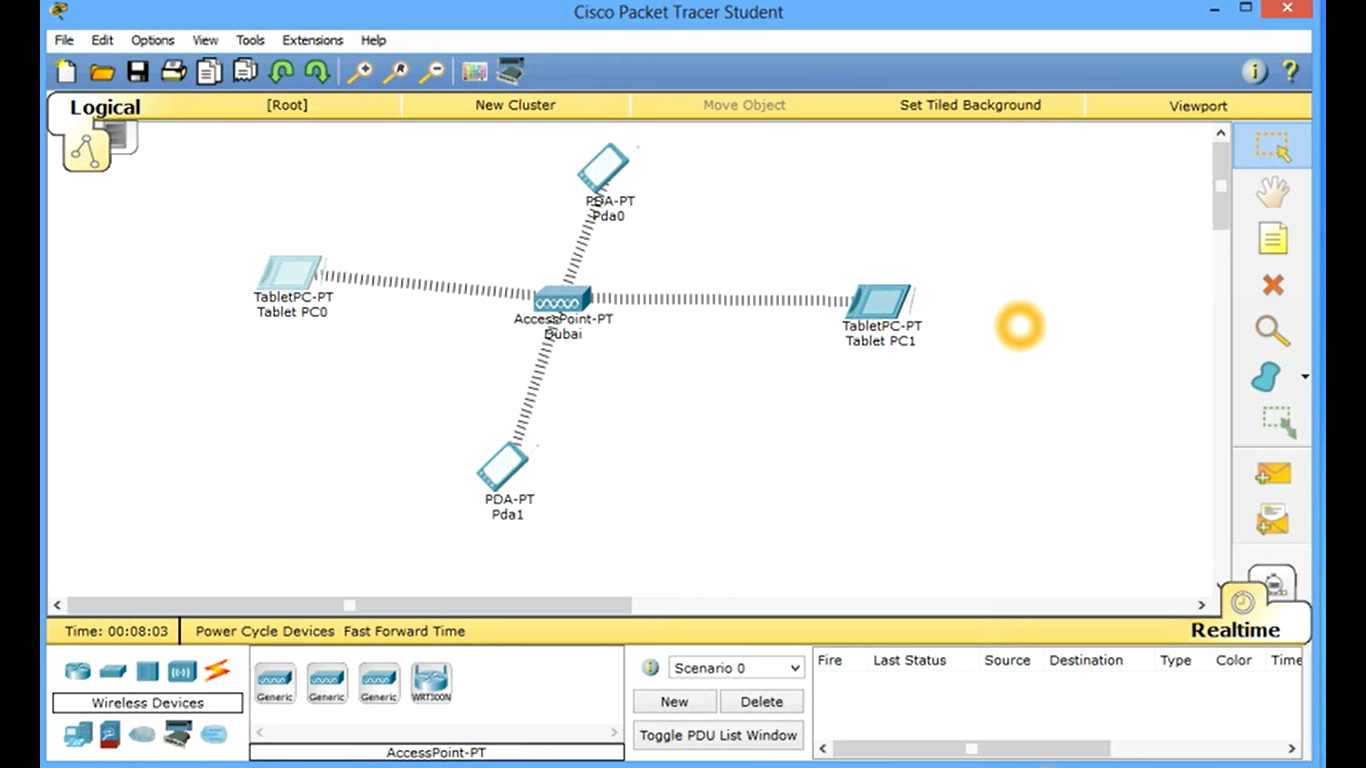 Cisco Packet Tracer Student
File Edit Options View Tools Extensions Help
Logical [Root] New Cluster Move Object Set Tiled Background Viewport
PDA-PT
Pda0
TabletPC-PT
Tablet PC0
AccessPoint-PT
Dubai
TabletPC-PT
Tablet PC1
PDA-PT
Pda1
Time: 00:08:03 Power Cycle Devices Fast Forward Time
Realtime
Wireless Devices
Generic Generic Generic WRT300N
AccessPoint-PT
Scenario 0
New Delete
Toggle PDU List Window
Fire Last Status Source Destination Type Color Time